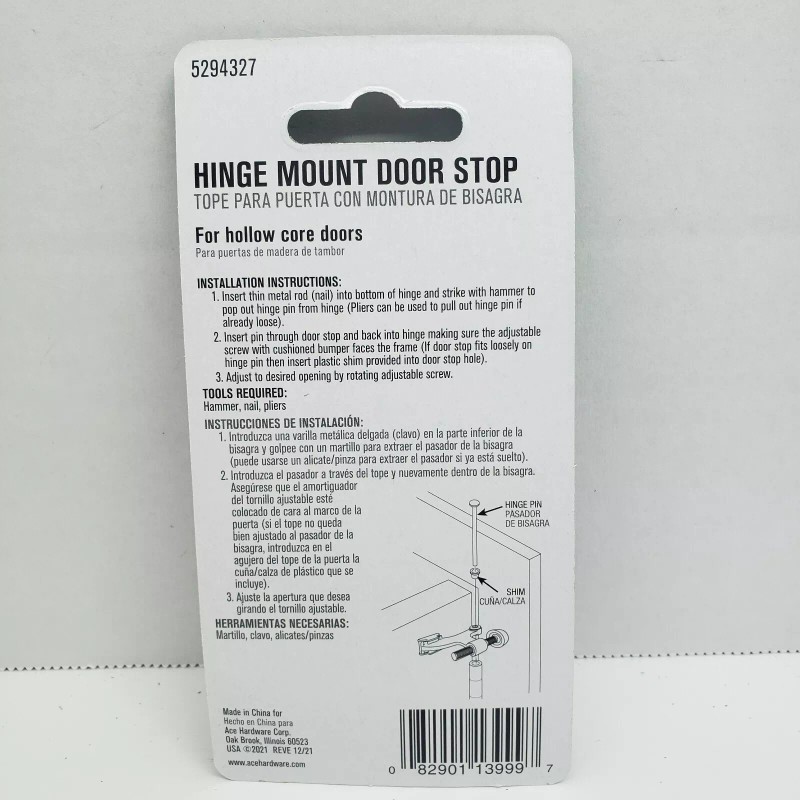 5294327
HINGE MOUNT DOOR STOP
TOPE PARA PUERTA CON MONTURA DE BISAGRA
For hollow core doors
Para puertas de madera de tambor
INSTALLATION INSTRUCTIONS:
1. Insert thin metal rod (nail) into bottom of hinge and strike with hammer to
pop out hinge pin from hinge (Pliers can be used to pull out hinge pin if
already loose).
2. Insert pin through door stop and back into hinge making sure the adjustable
screw with cushioned bumper faces the frame (If door stop fits loosely on
hinge pin then insert plastic shim provided into door stop hole).
3. Adjust to desired opening by rotating adjustable screw.
TOOLS REQUIRED:
Hammer, nail, pliers
INSTRUCCIONES DE INSTALACIÓN:
1. Introduzca una varilla metálica delgada (clavo) en la parte inferior de la
bisagra y golpee con un martillo para extraer el pasador de la bisagra
(puede usarse un alicate/pinza para extraer el pasador si ya está suelto).
2. Introduzca el pasador a través del tope y nuevamente dentro de la bisagra.
Asegúrese que el amortiguador
del tornillo ajustable esté
colocado de cara al marco de la
puerta (si el tope no queda
bien ajustado al pasador de la
bisagra, introduzca en el
agujero del tope de la puerta la
cuña/calza de plástico que se
incluye).
3. Ajuste la apertura que desea
girando el tornillo ajustable.
HERRAMIENTAS NECESARIAS:
Martillo, clavo, alicates/pinzas
HINGE PIN
PASADOR
DE BISAGRA
SHIM
CUÑA/CALZA
Made in China for
Hecho en China para
Ace Hardware Corp.
Oak Brook, Illinois 60523
USA ©2021 REVE 12/21
www.acehardware.com
0 82901 13999 7